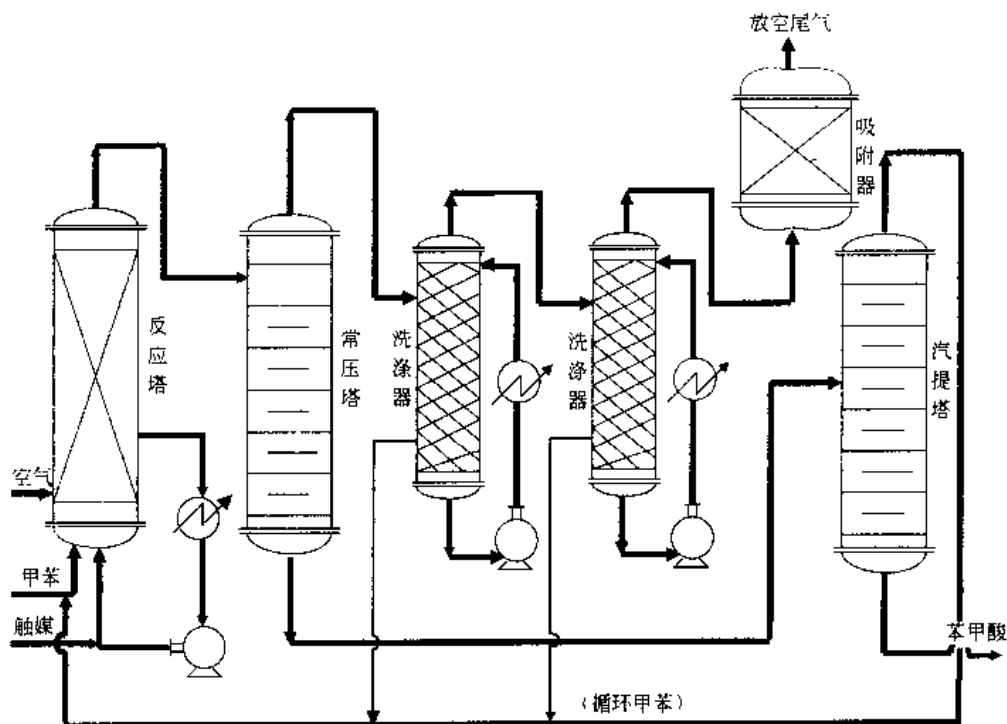 放空尾气
吸附器
反应塔
常压塔
洗涤器
洗涤器
汽提塔
空气
甲苯
触媒
苯甲酸
（循环甲苯）